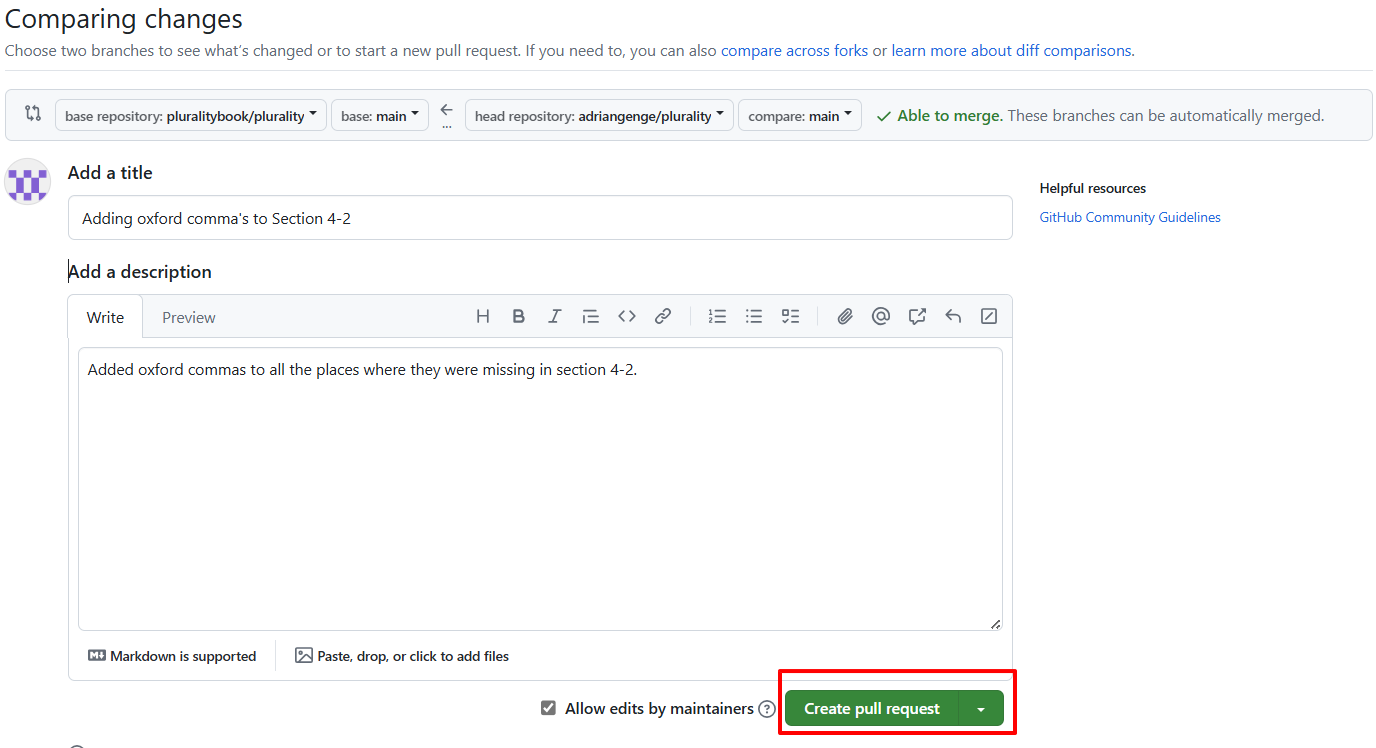 Comparing changes
Choose two branches to see what's changed or to start a new pull request. If you need to, you can also compare across forks or learn more about diff comparisons.
base repository: pluralitybook/plurality base: main ... head repository: adriangenge/plurality compare: main Able to merge. These branches can be automatically merged.
Add a title
Helpful resources
Adding oxford comma's to Section 4-2
GitHub Community Guidelines
Add a description
Write Preview
Added oxford commas to all the places where they were missing in section 4-2.
Markdown is supported Paste, drop, or click to add files
Allow edits by maintainers Create pull request